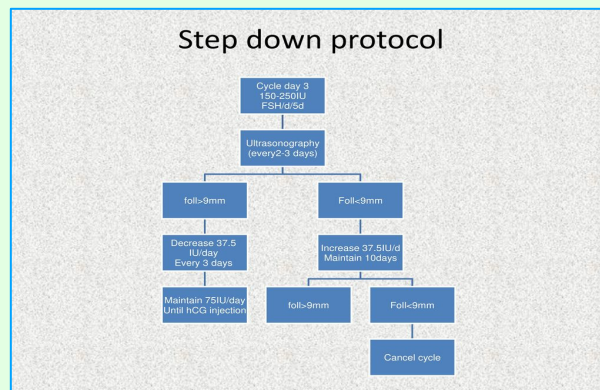 Step down protocol
Cycle day 3
150-250IU
FSH/d/5d
Ultrasonography
(every2-3 days)
foll>9mm
Foll<9mm
Decrease 37.5
IU/day
Every 3 days
Increase 37.5IU/d
Maintain 10days
Maintain 75IU/day
Until hCG injection
foll>9mm
Foll<9mm
Cancel cycle